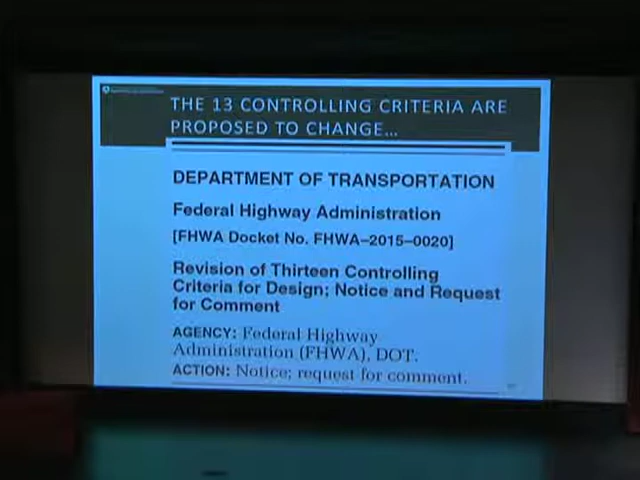 THE 13 CONTROLLING CRITERIA ARE
PROPOSED TO CHANGE…
DEPARTMENT OF TRANSPORTATION
Federal Highway Administration
[FHWA Docket No. FHWA–2015–0020]
Revision of Thirteen Controlling
Criteria for Design; Notice and Request
for Comment
AGENCY: Federal Highway
Administration (FHWA), DOT.
ACTION: Notice; request for comment.